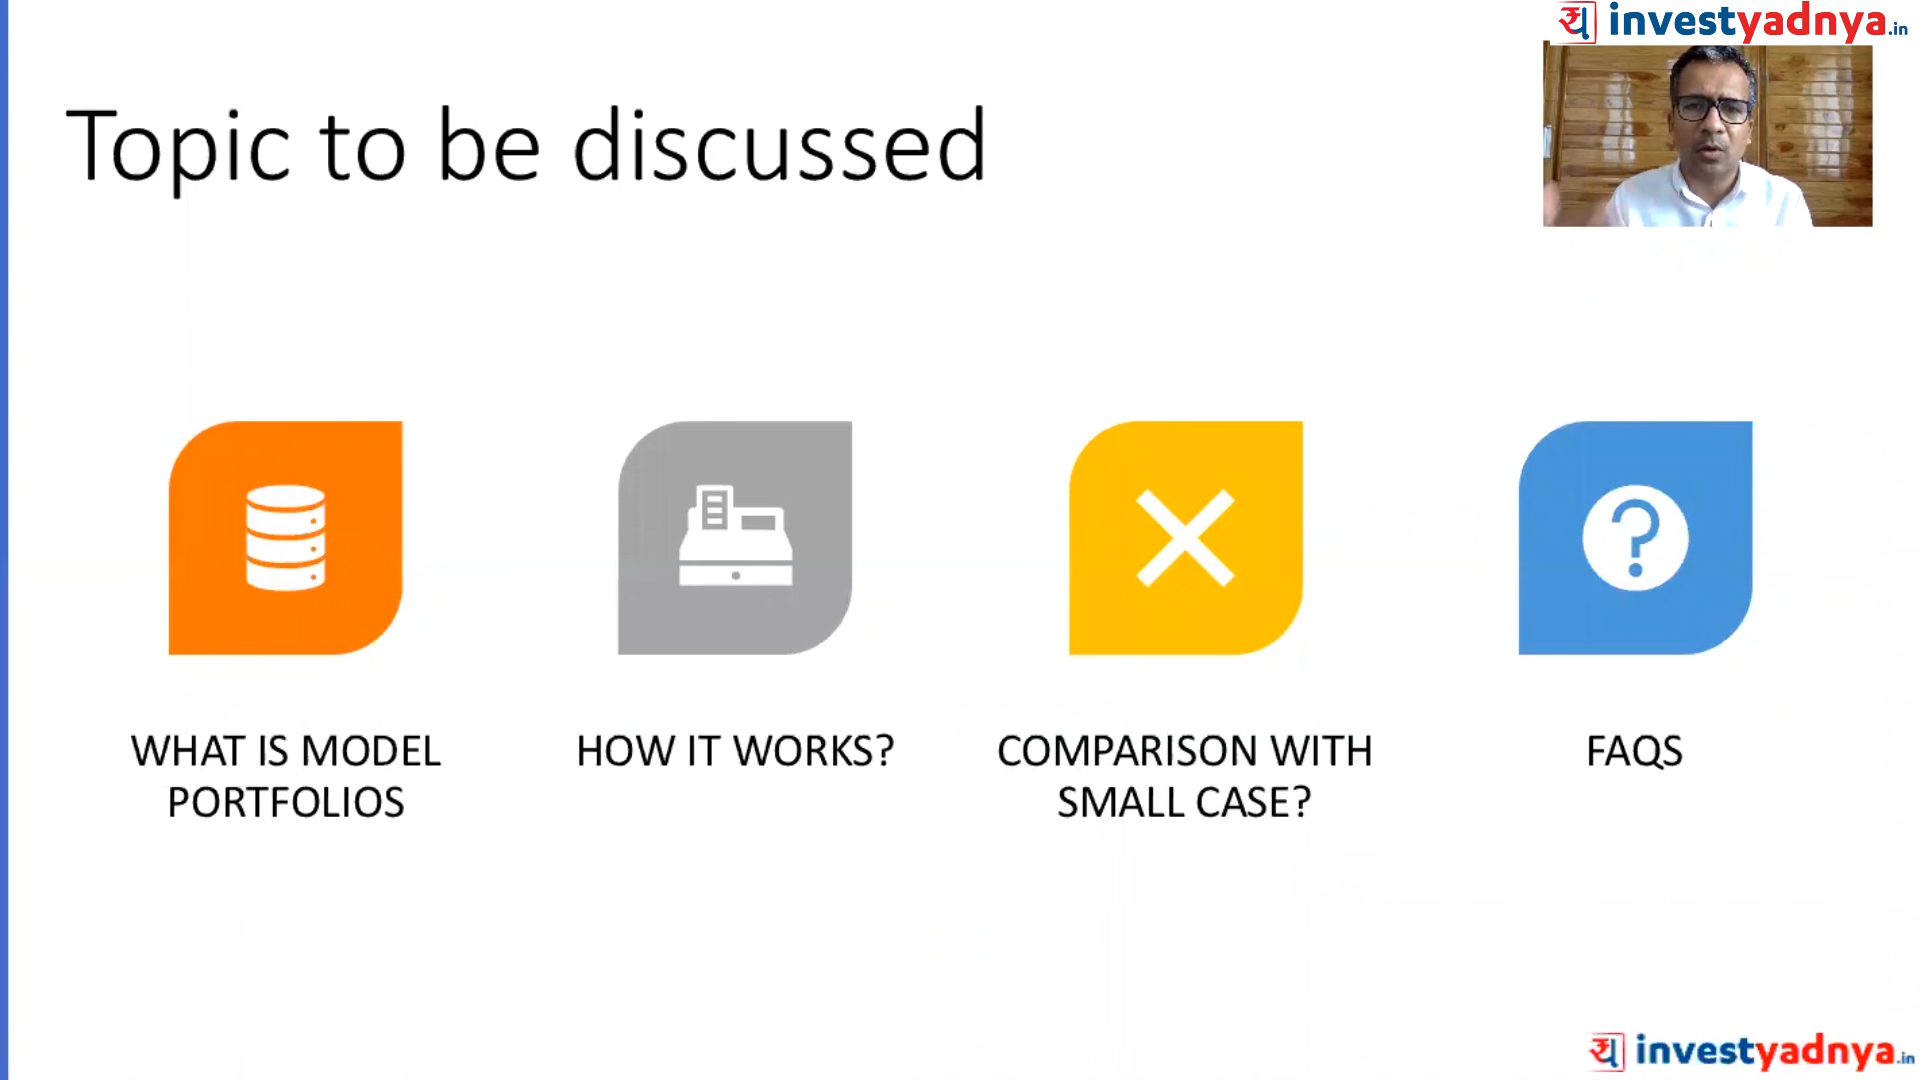 investyadnya.in
Topic to be discussed
WHAT IS MODEL
PORTFOLIOS
HOW IT WORKS?
COMPARISON WITH
SMALL CASE?
FAQS
investyadnya.in